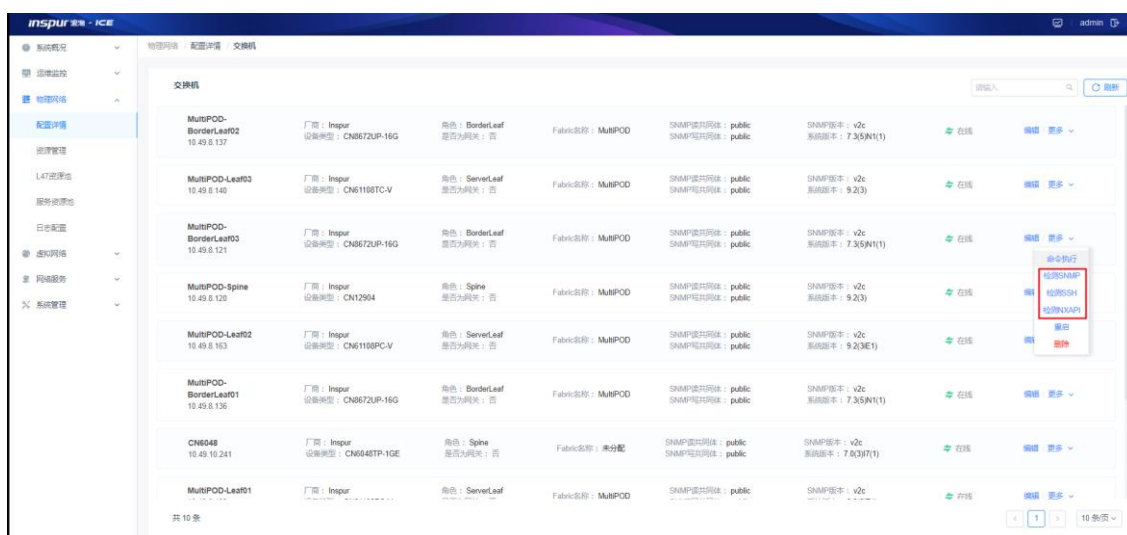 inspur 浪潮 - ICE
admin
系统概况
运维监控
物理网络
配置详情
资源管理
L47资源池
服务资源池
日志配置
虚拟网络
网络服务
系统管理
物理网络 / 配置详情 / 交换机
交换机
请输入
刷新
MultiPOD-
BorderLeaf02
10.49.8.137
厂商： Inspur
设备类型： CN8672UP-16G
角色： BorderLeaf
是否为网关： 否
Fabric名称： MultiPOD
SNMP读共同体： public
SNMP写共同体： public
SNMP版本： v2c
系统版本： 7.3(5)N1(1)
在线
编辑 更多
MultiPOD-Leaf03
10.49.8.140
厂商： Inspur
设备类型： CN61108TC-V
角色： ServerLeaf
是否为网关： 否
Fabric名称： MultiPOD
SNMP读共同体： public
SNMP写共同体： public
SNMP版本： v2c
系统版本： 9.2(3)
在线
编辑 更多
MultiPOD-
BorderLeaf03
10.49.8.121
厂商： Inspur
设备类型： CN8672UP-16G
角色： BorderLeaf
是否为网关： 否
Fabric名称： MultiPOD
SNMP读共同体： public
SNMP写共同体： public
SNMP版本： v2c
系统版本： 7.3(5)N1(1)
在线
编辑 更多
命令执行
检测SNMP
检测SSH
检测NXAPI
重启
删除
MultiPOD-Spine
10.49.8.120
厂商： Inspur
设备类型： CN12904
角色： Spine
是否为网关： 否
Fabric名称： MultiPOD
SNMP读共同体： public
SNMP写共同体： public
SNMP版本： v2c
系统版本： 9.2(3)
在线
MultiPOD-Leaf02
10.49.8.163
厂商： Inspur
设备类型： CN61108PC-V
角色： ServerLeaf
是否为网关： 否
Fabric名称： MultiPOD
SNMP读共同体： public
SNMP写共同体： public
SNMP版本： v2c
系统版本： 9.2(3IE1)
在线
MultiPOD-
BorderLeaf01
10.49.8.136
厂商： Inspur
设备类型： CN8672UP-16G
角色： BorderLeaf
是否为网关： 否
Fabric名称： MultiPOD
SNMP读共同体： public
SNMP写共同体： public
SNMP版本： v2c
系统版本： 7.3(5)N1(1)
在线
编辑 更多
CN6048
10.49.10.241
厂商： Inspur
设备类型： CN6048TP-1GE
角色： Spine
是否为网关： 否
Fabric名称： 未分配
SNMP读共同体： public
SNMP写共同体： public
SNMP版本： v2c
系统版本： 7.0(3)I7(1)
在线
编辑 更多
MultiPOD-Leaf01
厂商： Inspur
角色： ServerLeaf
Fabric名称： MultiPOD
SNMP读共同体： public
SNMP版本： v2c
在线
编辑 更多
共 10 条
1
10 条/页